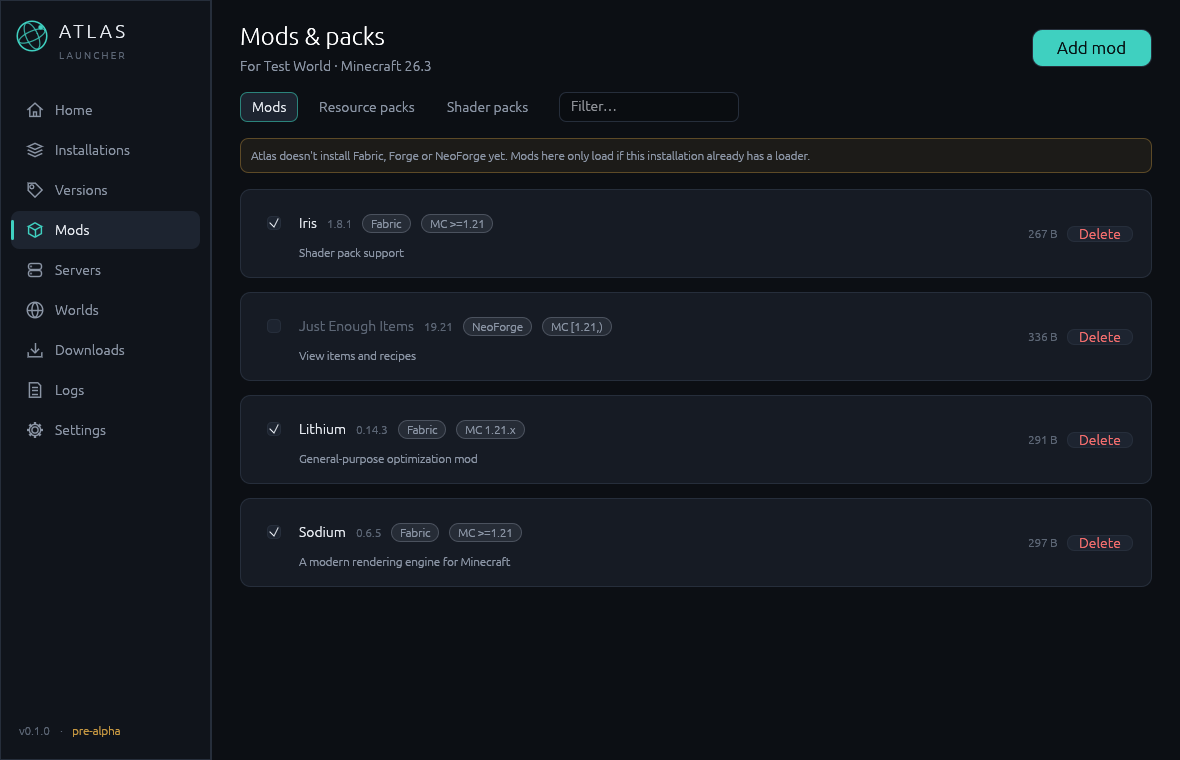 ATLAS
LAUNCHER
Home
Installations
Versions
Mods
Servers
Worlds
Downloads
Logs
Settings
v0.1.0 · pre-alpha
Mods & packs
For Test World · Minecraft 26.3
Add mod
Mods Resource packs Shader packs Filter...
Atlas doesn't install Fabric, Forge or NeoForge yet. Mods here only load if this installation already has a loader.
Iris 1.8.1 Fabric MC >=1.21
Shader pack support
267 B Delete
Just Enough Items 19.21 NeoForge MC [1.21,)
View items and recipes
336 B Delete
Lithium 0.14.3 Fabric MC 1.21.x
General-purpose optimization mod
291 B Delete
Sodium 0.6.5 Fabric MC >=1.21
A modern rendering engine for Minecraft
297 B Delete